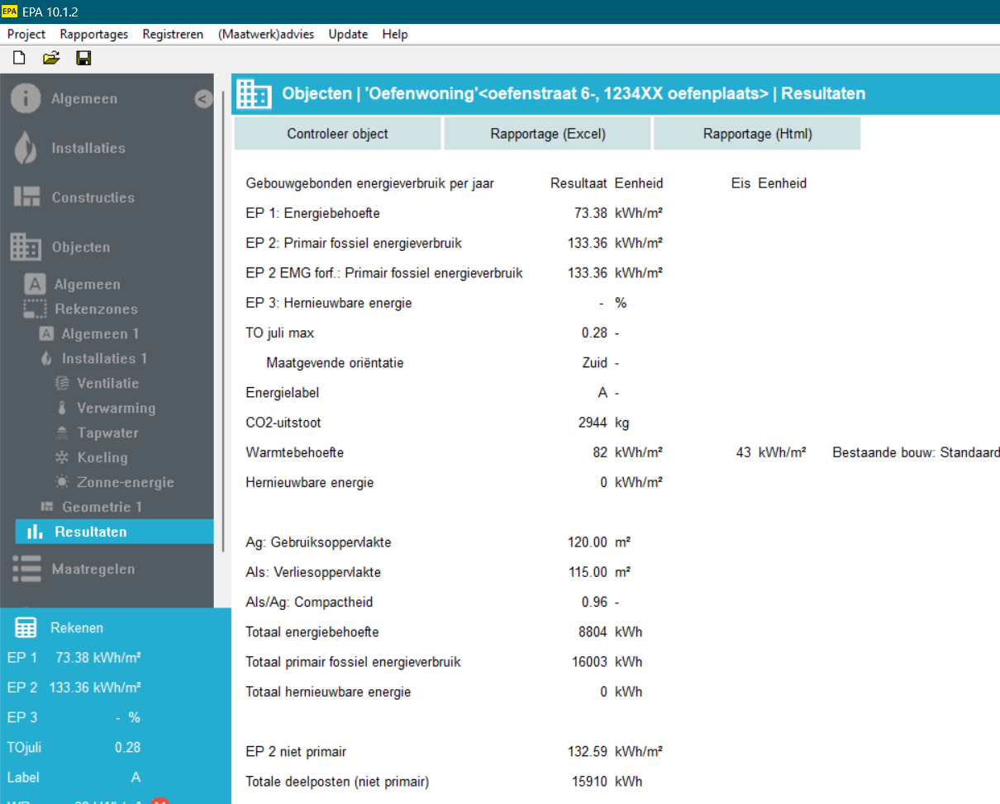 EPA EPA 10.1.2
Project Rapportages Registreren (Maatwerk)advies Update Help
Algemeen <
Installaties
Constructies
Objecten
A Algemeen
Rekenzones
A Algemeen 1
Installaties 1
Ventilatie
Verwarming
Tapwater
Koeling
Zonne-energie
Geometrie 1
Resultaten
Maatregelen
Rekenen
EP 1 73.38 kWh/m²
EP 2 133.36 kWh/m²
EP 3 - %
TOjuli 0.28
Label A
Objecten | 'Oefenwoning'<oefenstraat 6-, 1234XX oefenplaats> | Resultaten
Controleer object Rapportage (Excel) Rapportage (Html)
Gebouwgebonden energieverbruik per jaar Resultaat Eenheid Eis Eenheid
EP 1: Energiebehoefte 73.38 kWh/m²
EP 2: Primair fossiel energieverbruik 133.36 kWh/m²
EP 2 EMG forf.: Primair fossiel energieverbruik 133.36 kWh/m²
EP 3: Hernieuwbare energie - %
TO juli max 0.28 -
Maatgevende oriëntatie Zuid -
Energielabel A -
CO2-uitstoot 2944 kg
Warmtebehoefte 82 kWh/m² 43 kWh/m² Bestaande bouw: Standaard
Hernieuwbare energie 0 kWh/m²
Ag: Gebruiksoppervlakte 120.00 m²
Als: Verliesoppervlakte 115.00 m²
Als/Ag: Compactheid 0.96 -
Totaal energiebehoefte 8804 kWh
Totaal primair fossiel energieverbruik 16003 kWh
Totaal hernieuwbare energie 0 kWh
EP 2 niet primair 132.59 kWh/m²
Totale deelposten (niet primair) 15910 kWh